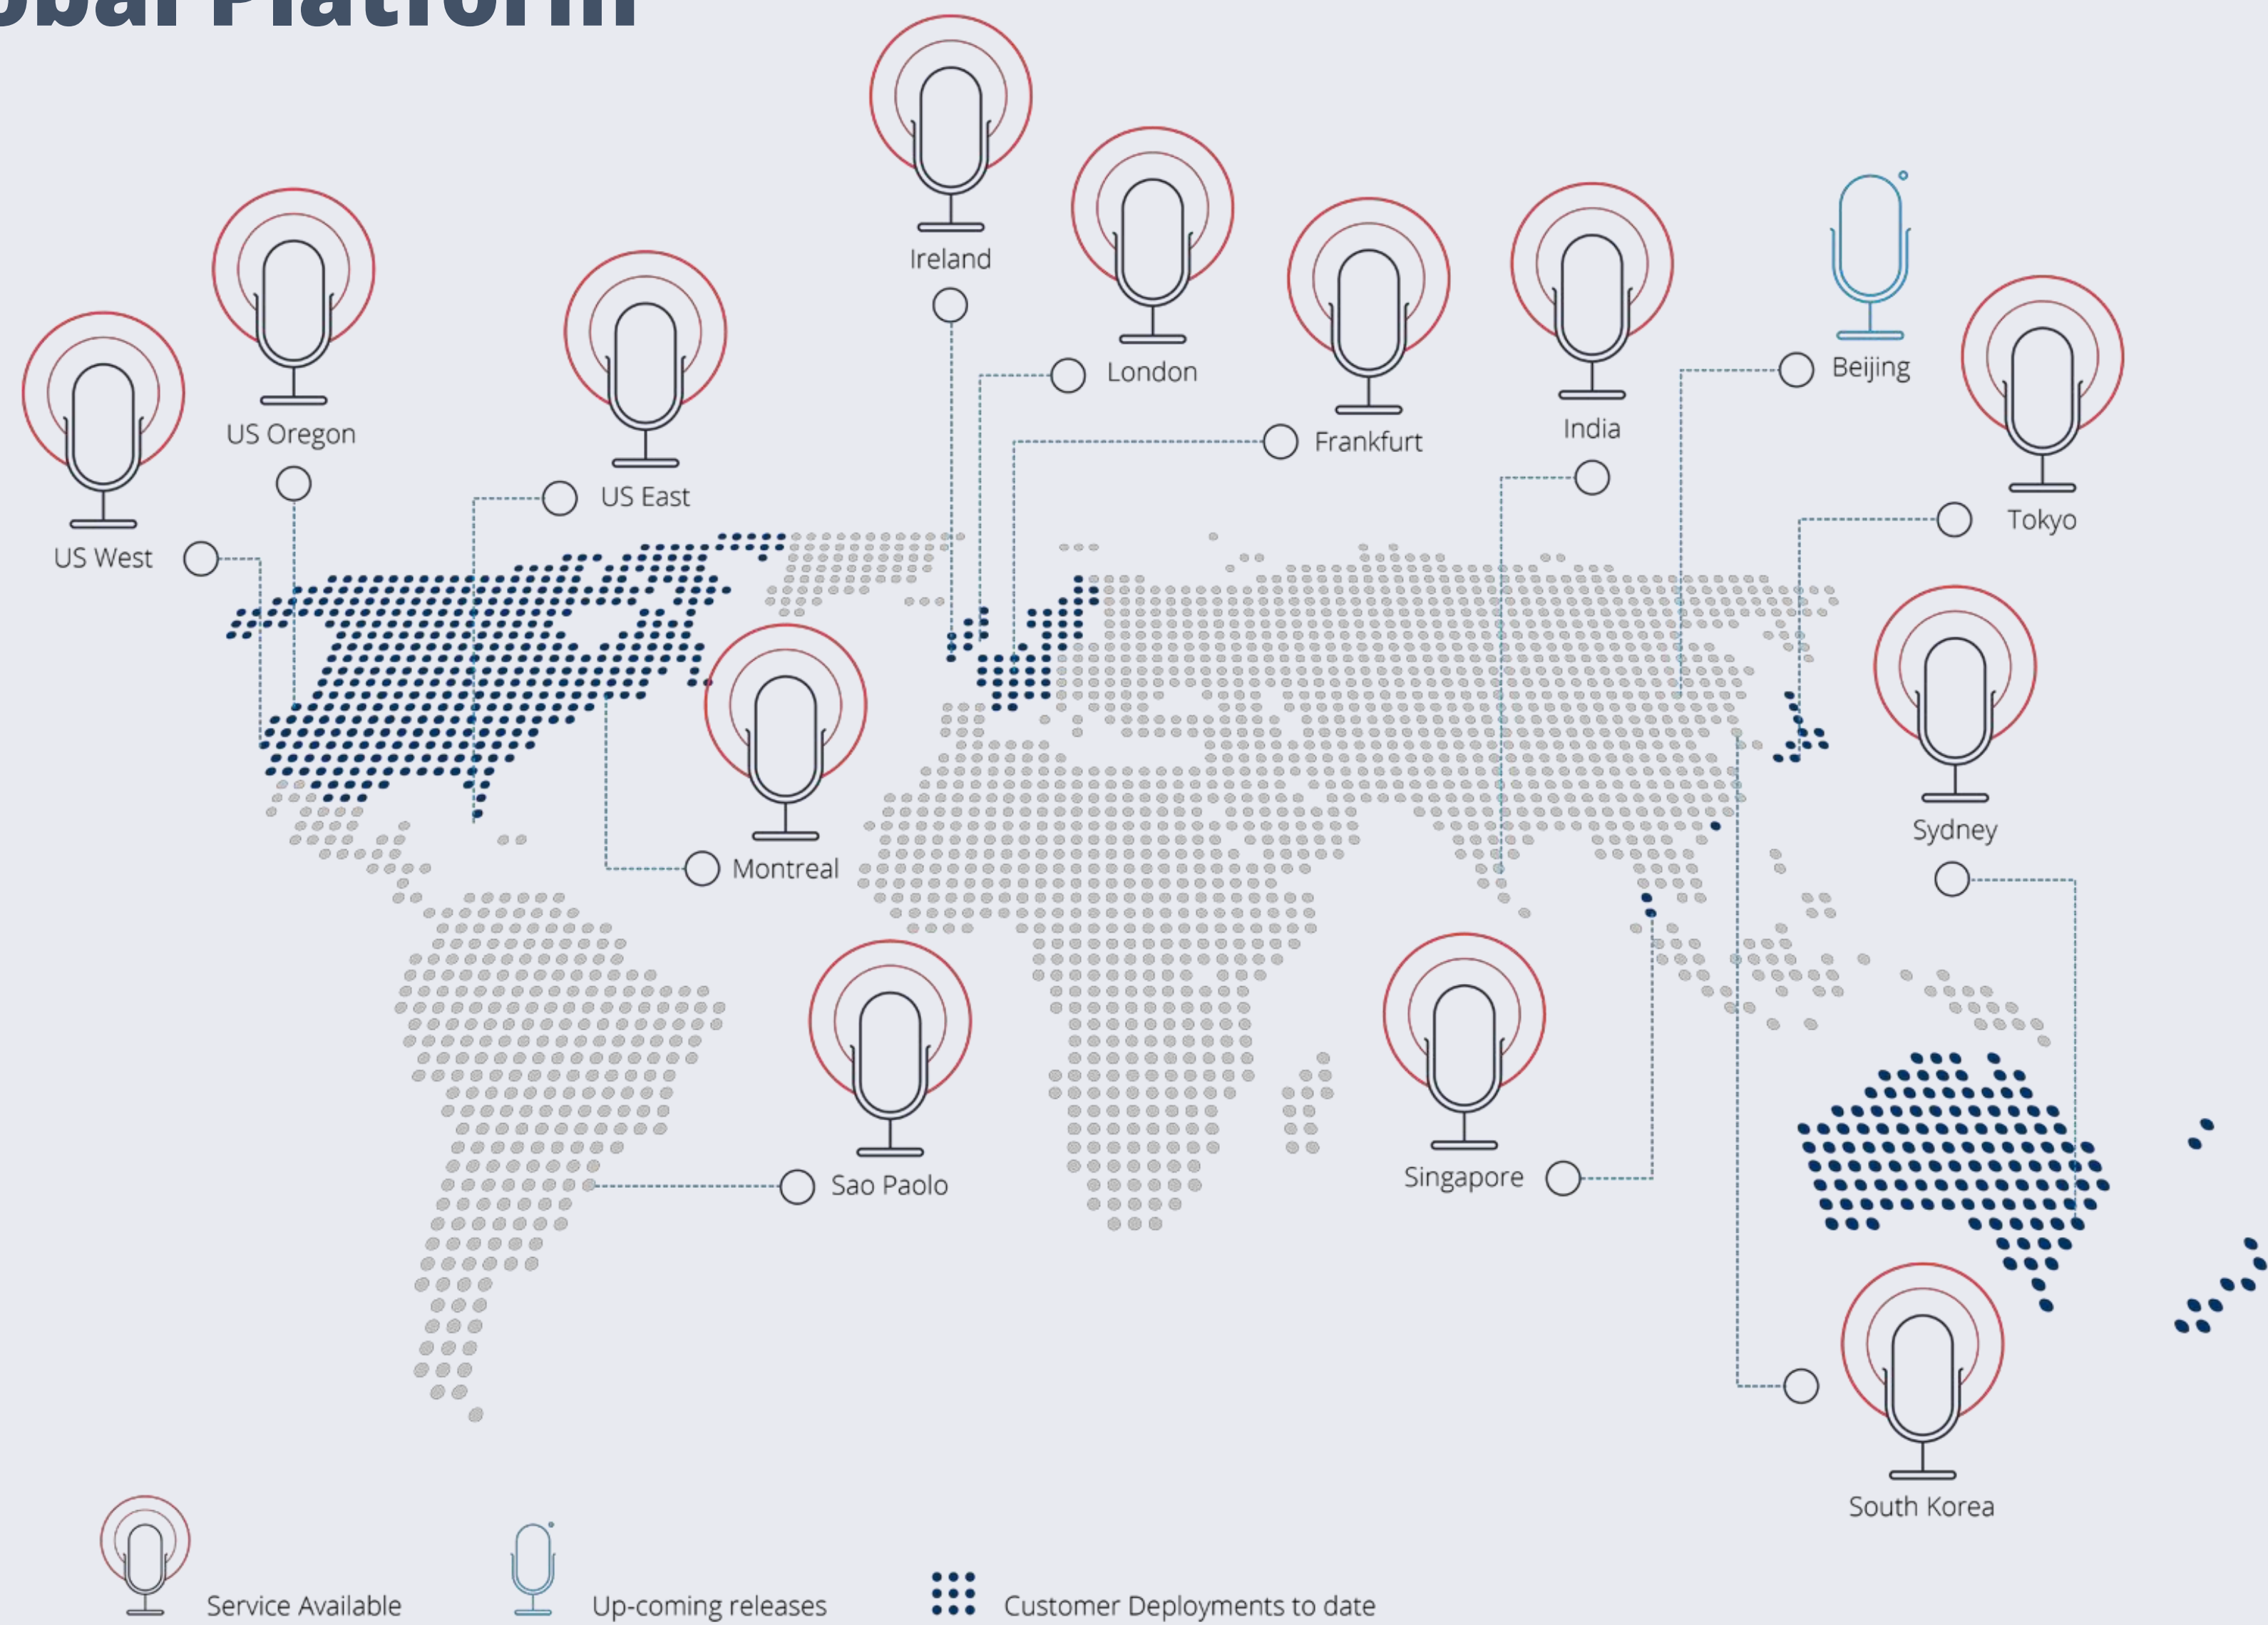 Platform
Ireland
London
US Oregon
Frankfurt
India
Beijing
US East
US West
Tokyo
Montreal
Sydney
Sao Paolo
Singapore
South Korea
Service Available
Up-coming releases
Customer Deployments to date